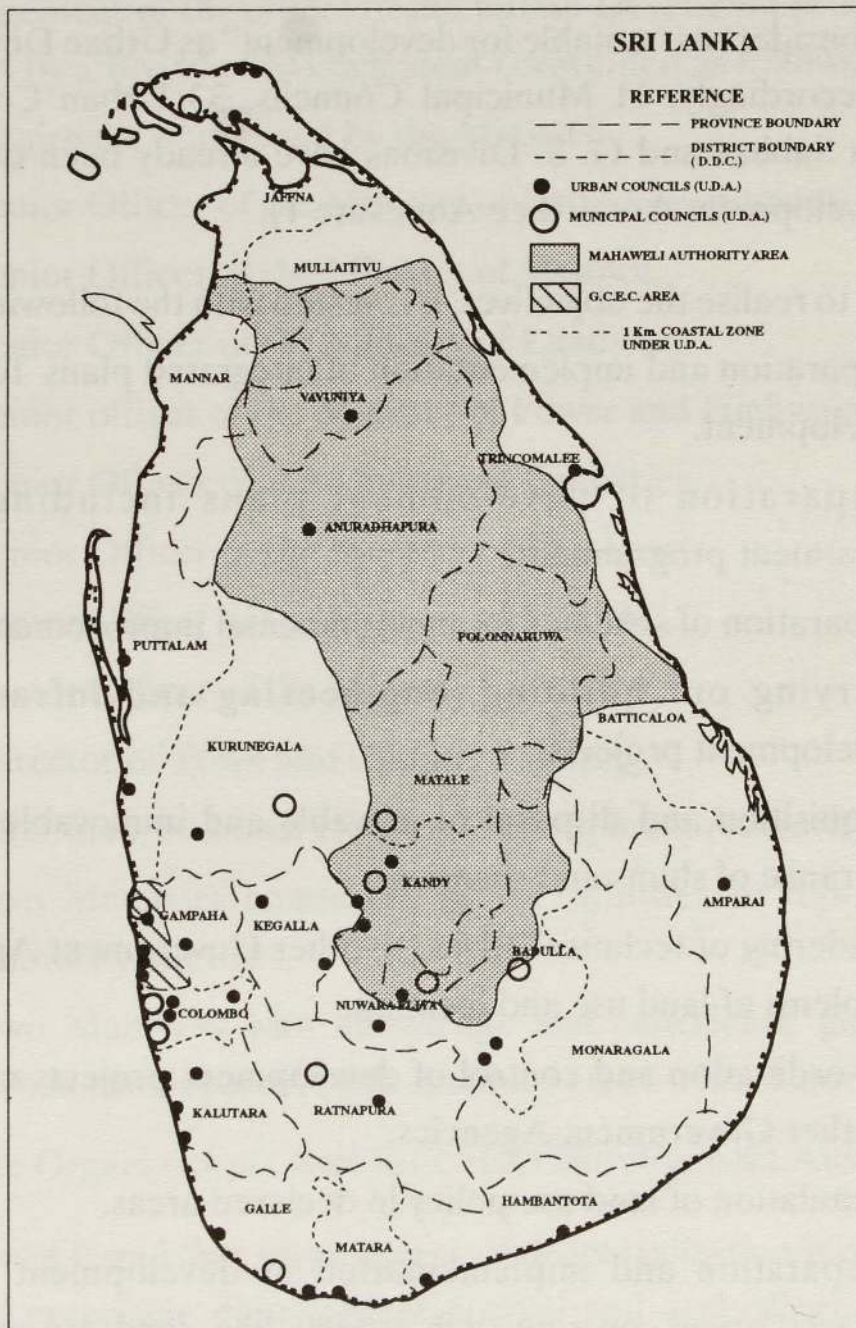 SRI LANKA
REFERENCE
PROVINCE BOUNDARY
DISTRICT BOUNDARY
(D.D.C.)
URBAN COUNCILS (U.D.A.)
MUNICIPAL COUNCILS (U.D.A.)
MAHAWELI AUTHORITY AREA
G.C.E.C. AREA
1 Km. COASTAL ZONE
UNDER U.D.A.
JAFFNA
MULLAITIVU
MANNAR
VAVUNIYA
TRINCOMALEE
ANURADHAPURA
POLONNARUWA
PUTTALAM
BATTICALOA
KURUNEGALA
MATALE
KANDY
AMPARAI
GAMPAHA
KEGALLA
BADULLA
NUWARA ELIYA
COLOMBO
MONARAGALA
KALUTARA
RATNAPURA
HAMBANTOTA
GALLE
MATARA